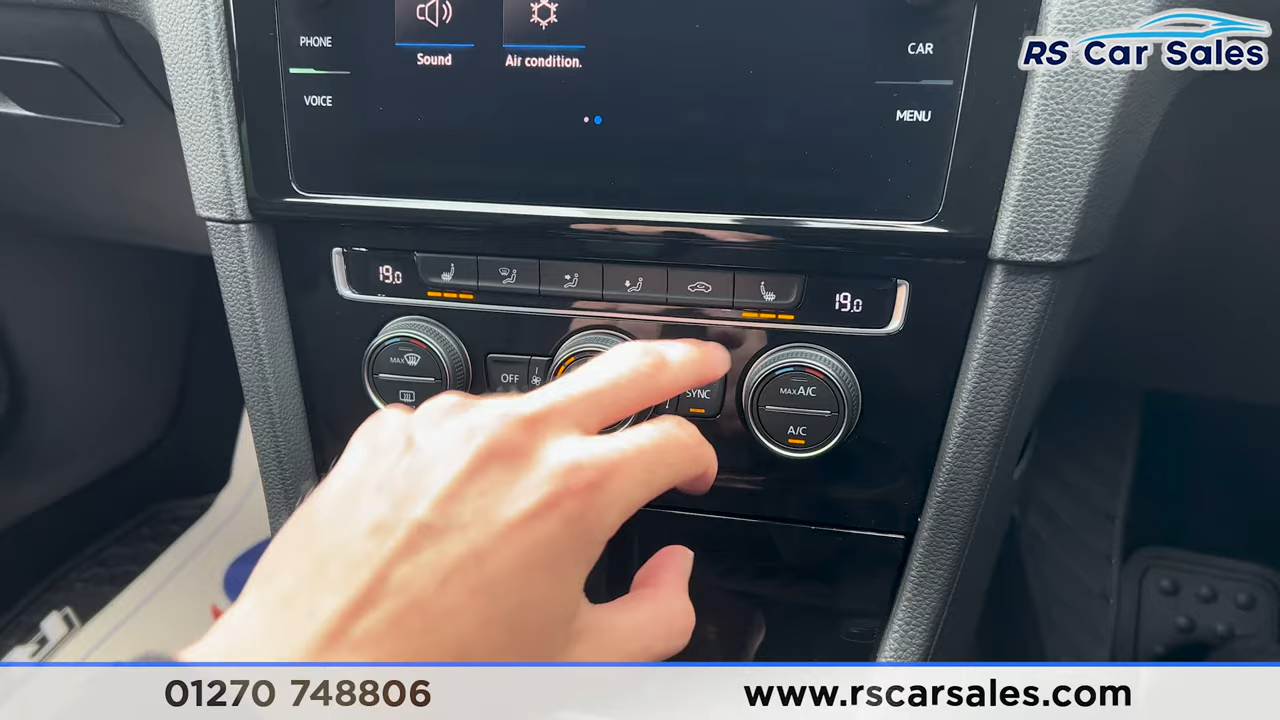 PHONE
VOICE
Sound
Air condition.
CAR
MENU
RS Car Sales
19.0
19.0
MAX
OFF
SYNC
MAX A/C
A/C
01270 748806
www.rscarsales.com